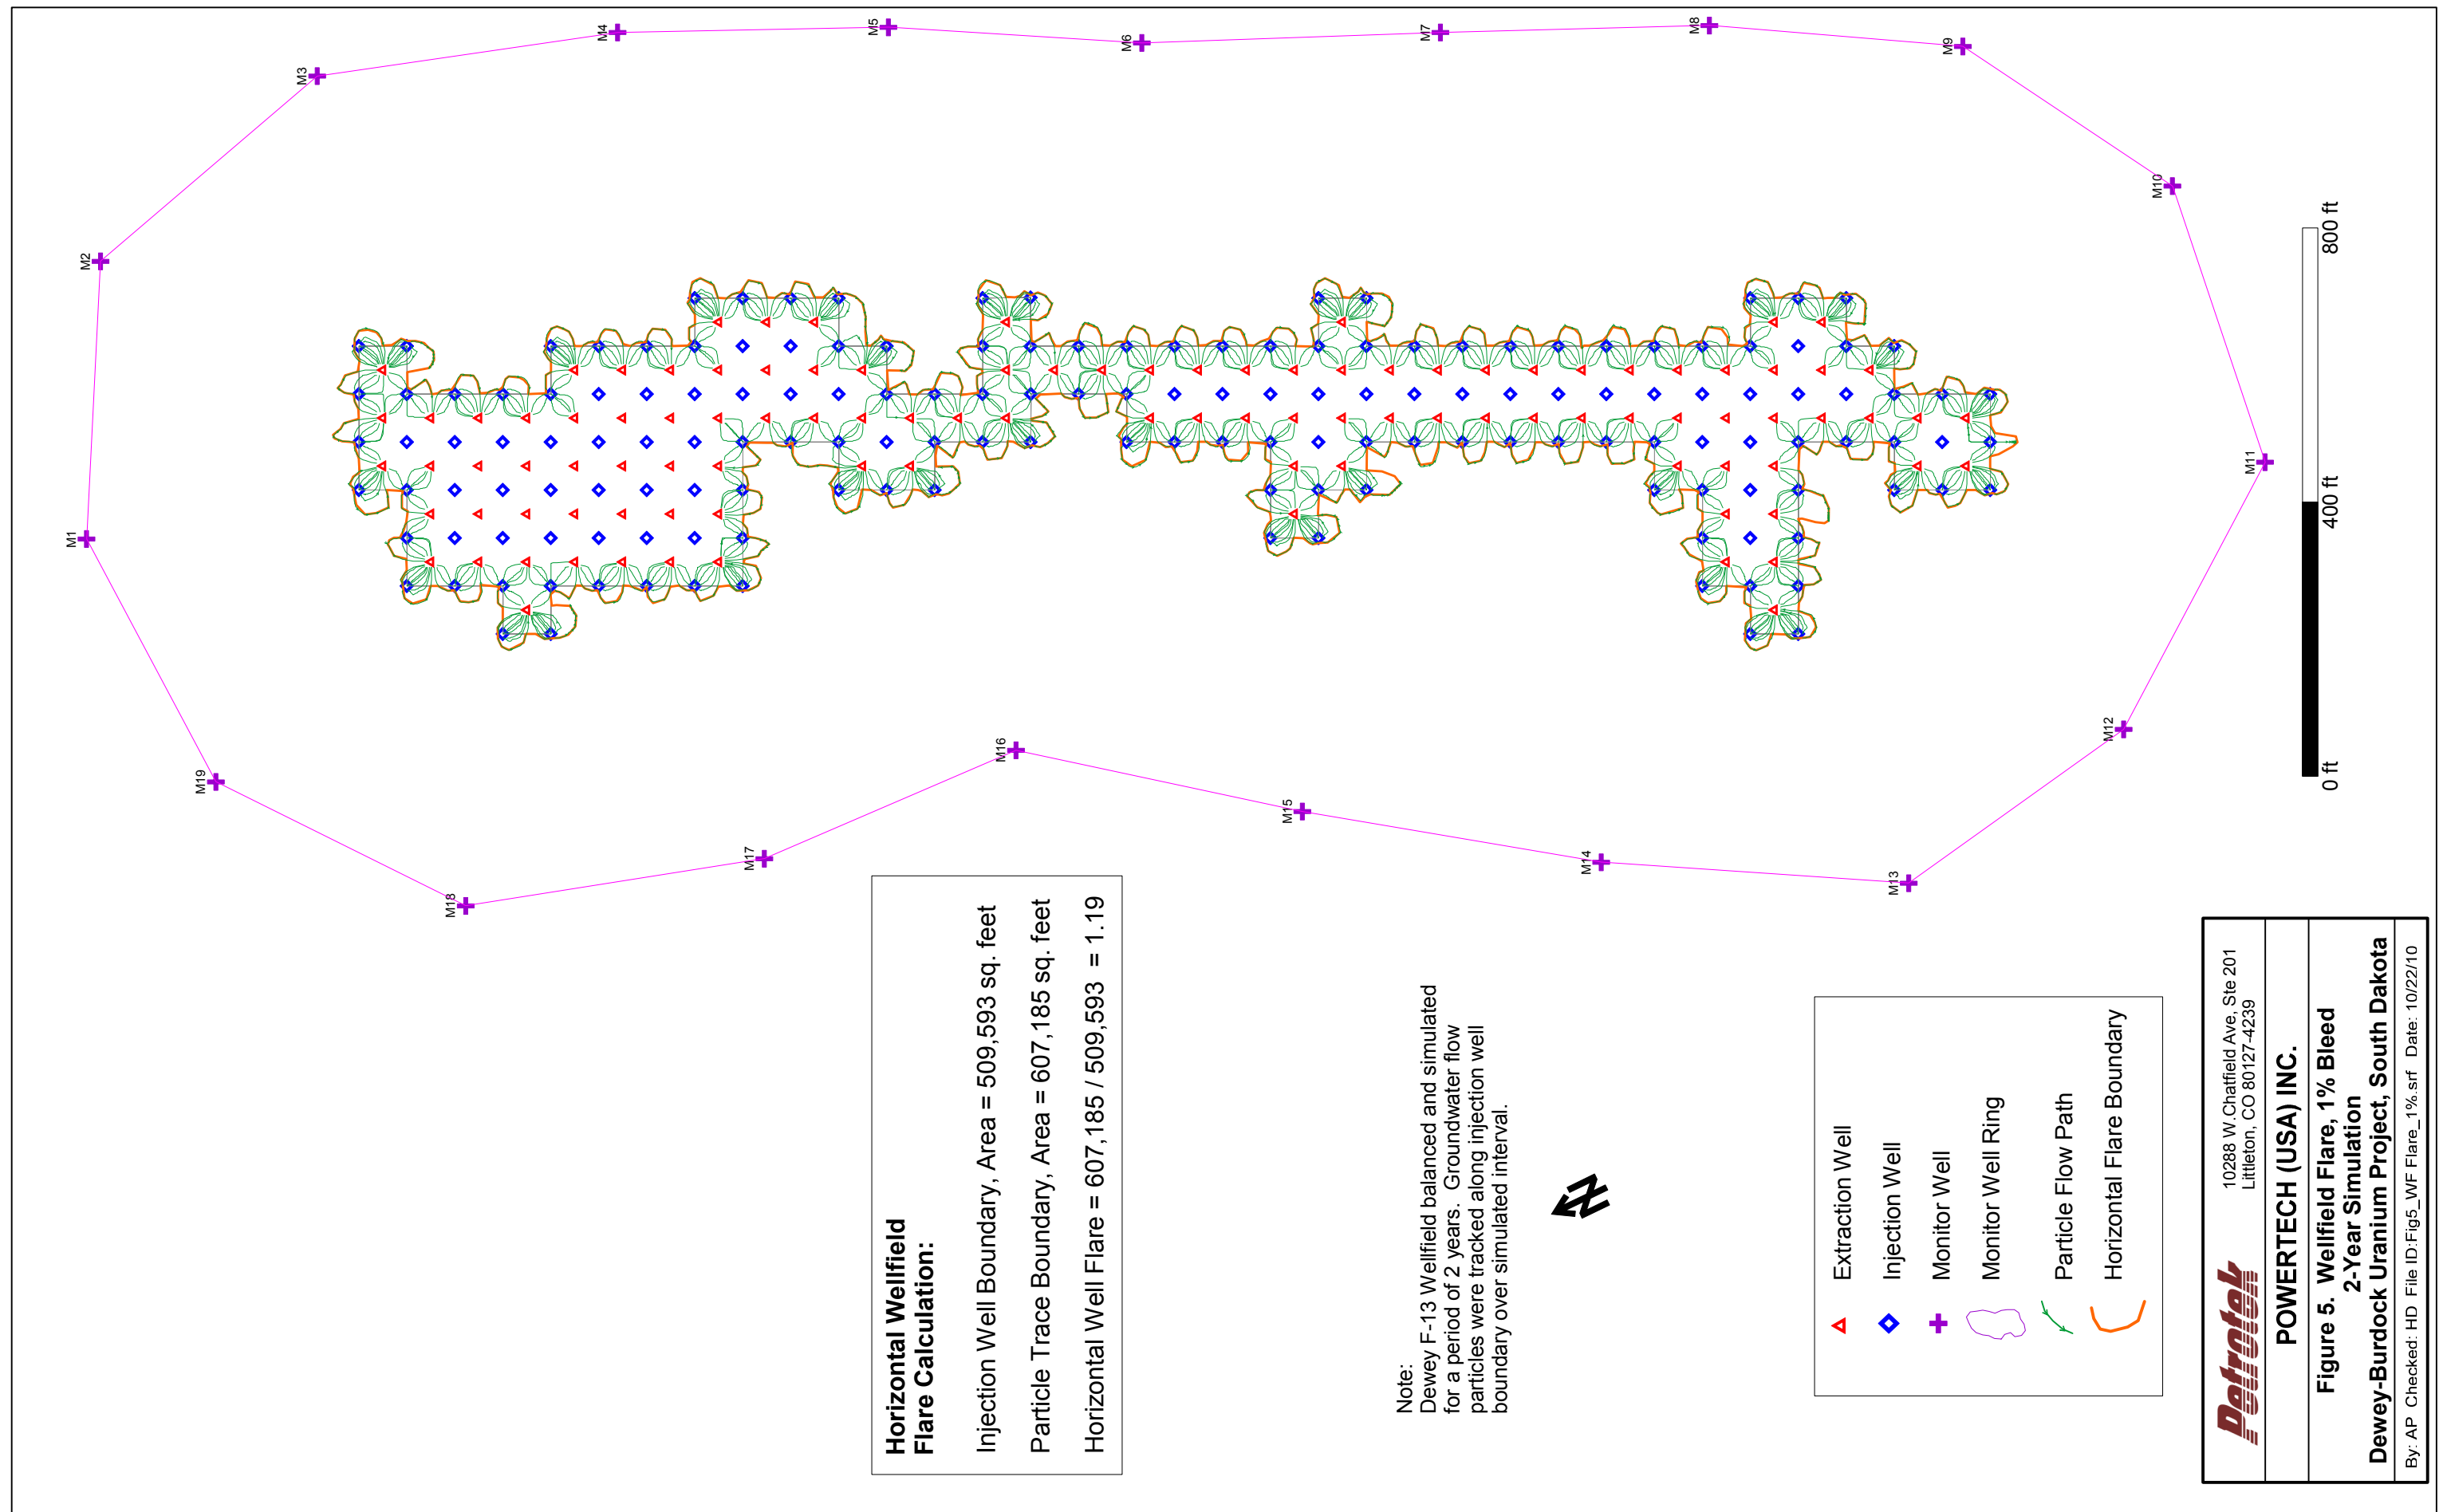 M1
M2
M3
M4
M5
M6
M7
M8
M9
M10
M11
M12
M13
M14
M15
M16
M17
M18
M19
0 ft
400 ft
800 ft
Horizontal Wellfield
Flare Calculation:
Injection Well Boundary, Area = 509,593 sq. feet
Particle Trace Boundary, Area = 607,185 sq. feet
Horizontal Well Flare = 607,185 / 509,593 = 1.19
Note:
Dewey F-13 Wellfield balanced and simulated
for a period of 2 years. Groundwater flow
particles were tracked along injection well
boundary over simulated interval.
N
Extraction Well
Injection Well
Monitor Well
Monitor Well Ring
Particle Flow Path
Horizontal Flare Boundary
Petrotek
10288 W.Chatfield Ave, Ste 201
Littleton, CO 80127-4239
POWERTECH (USA) INC.
Figure 5. Wellfield Flare, 1% Bleed
2-Year Simulation
Dewey-Burdock Uranium Project, South Dakota
By: AP Checked: HD File ID:Fig5_WF Flare_1%.srf Date: 10/22/10